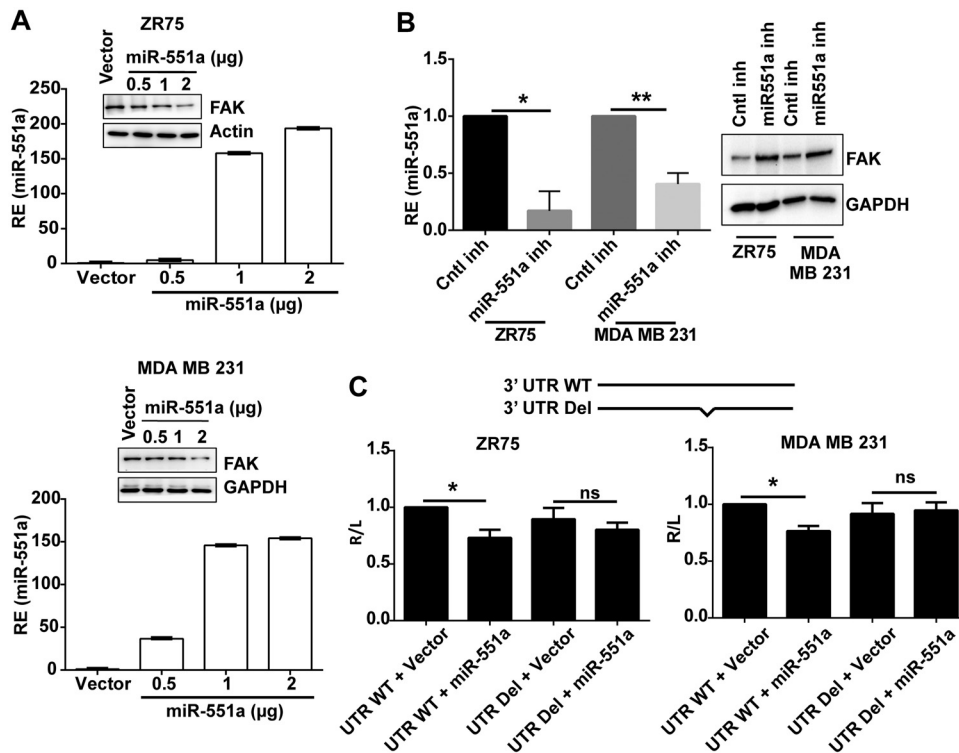 A
ZR75
Vector
miR-551a (μg)
0.5 1 2
FAK
Actin
RE (miR-551a)
250
200
150
100
50
0
Vector 0.5 1 2
miR-551a (μg)
MDA MB 231
Vector
miR-551a (μg)
0.5 1 2
FAK
GAPDH
RE (miR-551a)
200
150
100
50
0
Vector 0.5 1 2
miR-551a (μg)
B
RE (miR-551a)
1.5
1.0
0.5
0.0
* **
Cntl inh
miR-551a inh
Cntl inh
miR-551a inh
ZR75 MDA MB 231
Cntl inh
miR551a inh
Cntl inh
miR551a inh
FAK
GAPDH
ZR75 MDA
MB 231
C
3' UTR WT
3' UTR Del
ZR75
R/L
1.5
1.0
0.5
0.0
* ns
UTR WT + Vector
UTR WT + miR-551a
UTR Del + Vector
UTR Del + miR-551a
MDA MB 231
R/L
1.5
1.0
0.5
0.0
* ns
UTR WT + Vector
UTR WT + miR-551a
UTR Del + Vector
UTR Del + miR-551a